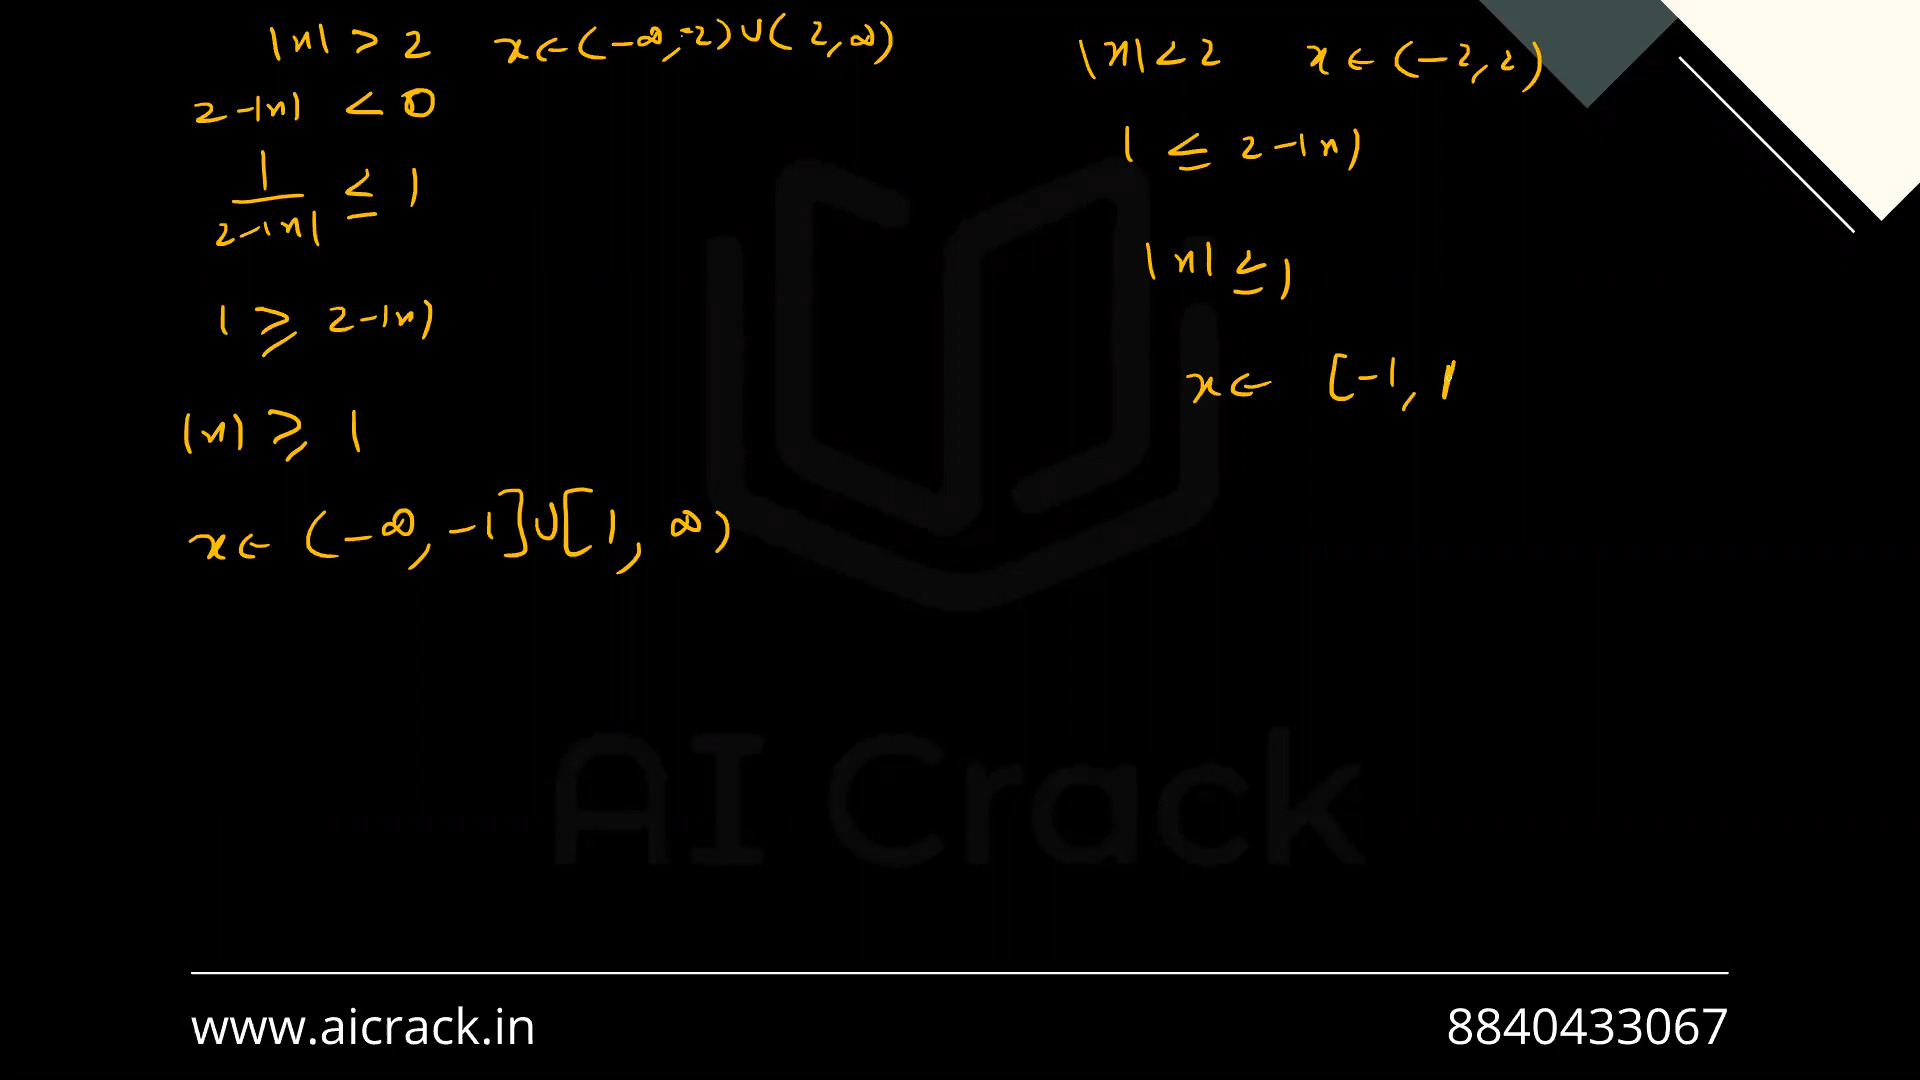 |x| > 2 x ∈ (-∞, -2) ∪ (2, ∞)
2 - |x| < 0
1/(2 - |x|) ≤ 1
1 ≥ 2 - |x|
|x| ≥ 1
x ∈ (-∞, -1] ∪ [1, ∞)
|x| < 2 x ∈ (-2, 2)
1 ≤ 2 - |x|
|x| ≤ 1
x ∈ [-1, 1
AI Crack
www.aicrack.in
8840433067